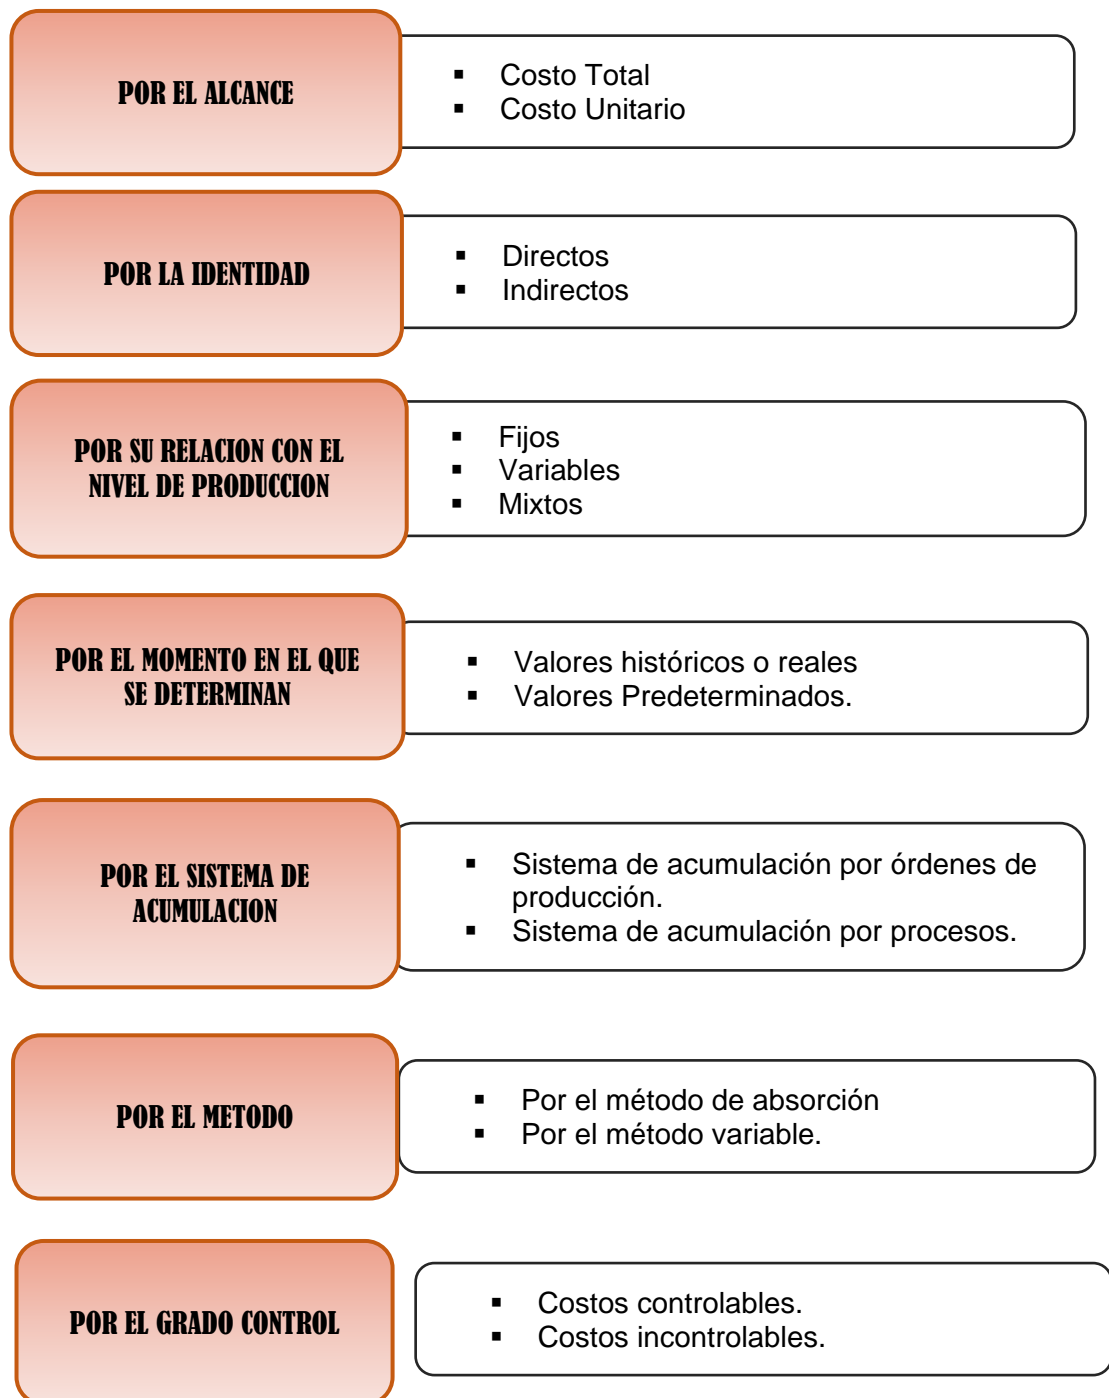 POR EL ALCANCE
▪ Costo Total
▪ Costo Unitario
POR LA IDENTIDAD
▪ Directos
▪ Indirectos
POR SU RELACION CON EL
NIVEL DE PRODUCCION
▪ Fijos
▪ Variables
▪ Mixtos
POR EL MOMENTO EN EL QUE
SE DETERMINAN
▪ Valores históricos o reales
▪ Valores Predeterminados.
POR EL SISTEMA DE
ACUMULACION
▪ Sistema de acumulación por órdenes de
producción.
▪ Sistema de acumulación por procesos.
POR EL METODO
▪ Por el método de absorción
▪ Por el método variable.
POR EL GRADO CONTROL
▪ Costos controlables.
▪ Costos incontrolables.